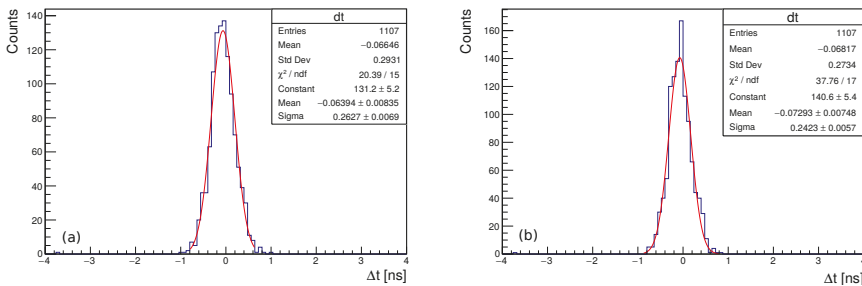 Counts
140
120
100
80
60
40
20
0
dt
Entries 1107
Mean −0.06646
Std Dev 0.2931
χ² / ndf 20.39 / 15
Constant 131.2 ± 5.2
Mean −0.06394 ± 0.00835
Sigma 0.2627 ± 0.0069
(a)
−4 −3 −2 −1 0 1 2 3 4
Δt [ns]
Counts
160
140
120
100
80
60
40
20
0
dt
Entries 1107
Mean −0.06817
Std Dev 0.2734
χ² / ndf 37.76 / 17
Constant 140.6 ± 5.4
Mean −0.07293 ± 0.00748
Sigma 0.2423 ± 0.0057
(b)
−4 −3 −2 −1 0 1 2 3 4
Δt [ns]